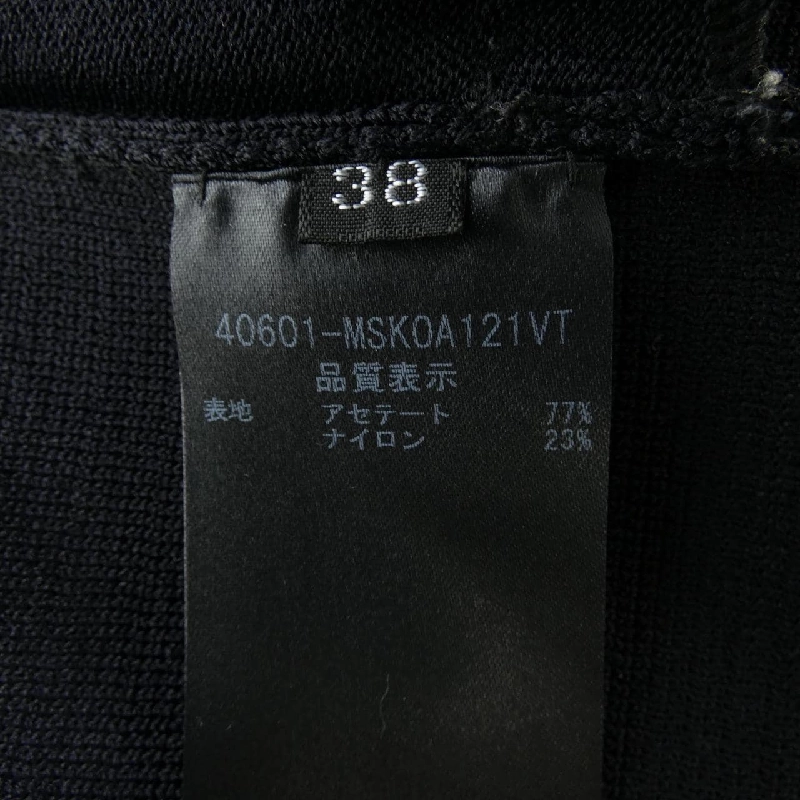 38
40601-MSK0A121VT
品質表示
表地 アセテート 77%
ナイロン 23%